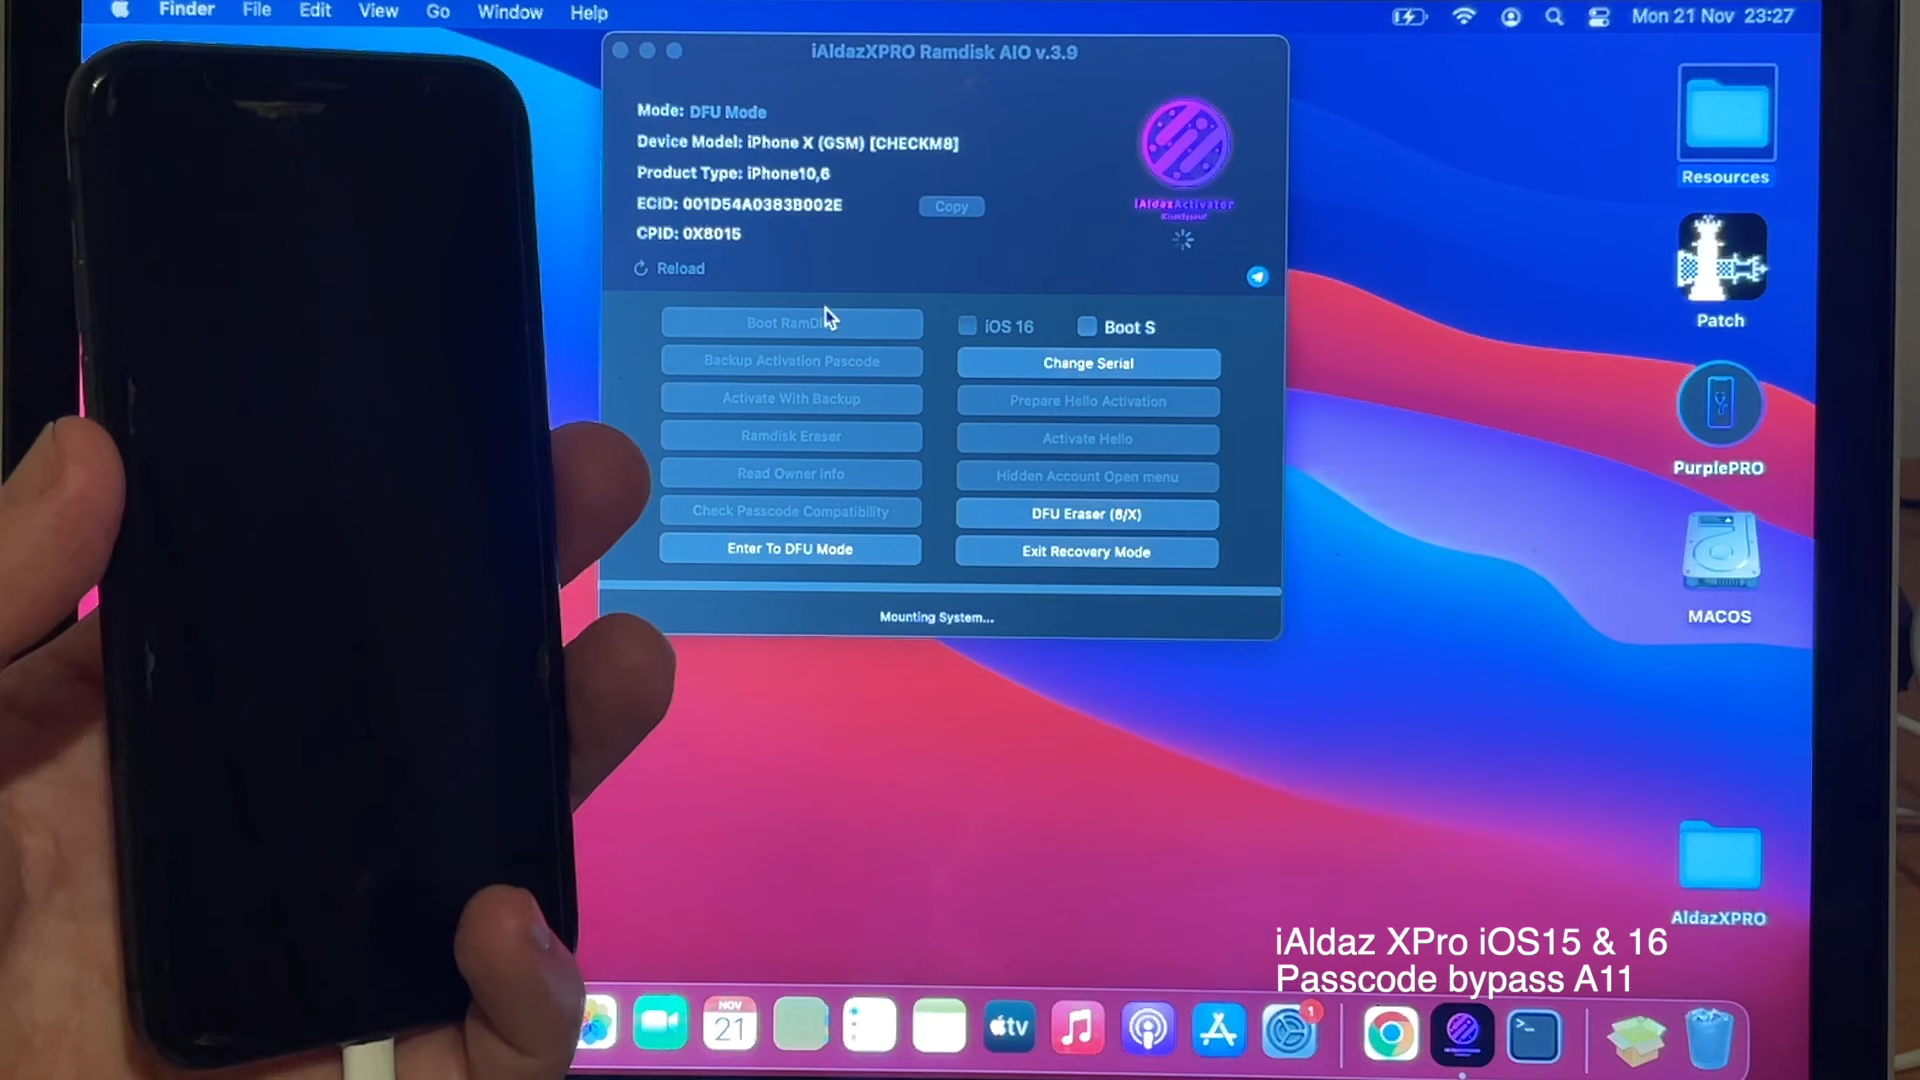 Finder File Edit View Go Window Help
Mon 21 Nov 23:27
iAldazXPRO Ramdisk AIO v.3.9
Mode: DFU Mode
Device Model: iPhone X (GSM) [CHECKM8]
Product Type: iPhone10,6
ECID: 001D54A0383B002E
Copy
CPID: 0X8015
Reload
iAldazActivator
Boot RamDi
iOS 16
Boot S
Backup Activation Pascode
Change Serial
Activate With Backup
Prepare Hello Activation
Ramdisk Eraser
Activate Hello
Read Owner Info
Hidden Account Open menu
Check Passcode Compatibility
DFU Eraser (8/X)
Enter To DFU Mode
Exit Recovery Mode
Mounting System...
Resources
Patch
PurplePRO
MACOS
AldazXPRO
iAldaz XPro iOS15 & 16
Passcode bypass A11
NOV
21
tv
1